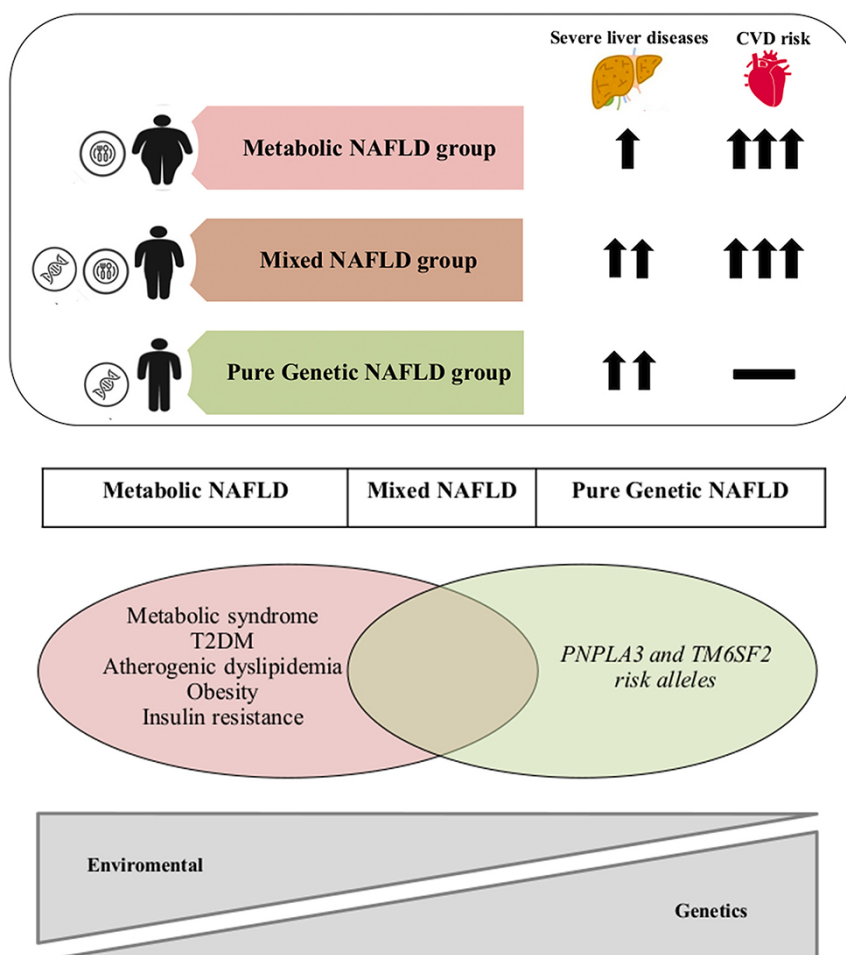 Severe liver diseases
CVD risk
Metabolic NAFLD group
Mixed NAFLD group
Pure Genetic NAFLD group
Metabolic NAFLD
Mixed NAFLD
Pure Genetic NAFLD
Metabolic syndrome
T2DM
Atherogenic dyslipidemia
Obesity
Insulin resistance
PNPLA3 and TM6SF2
risk alleles
Enviromental
Genetics